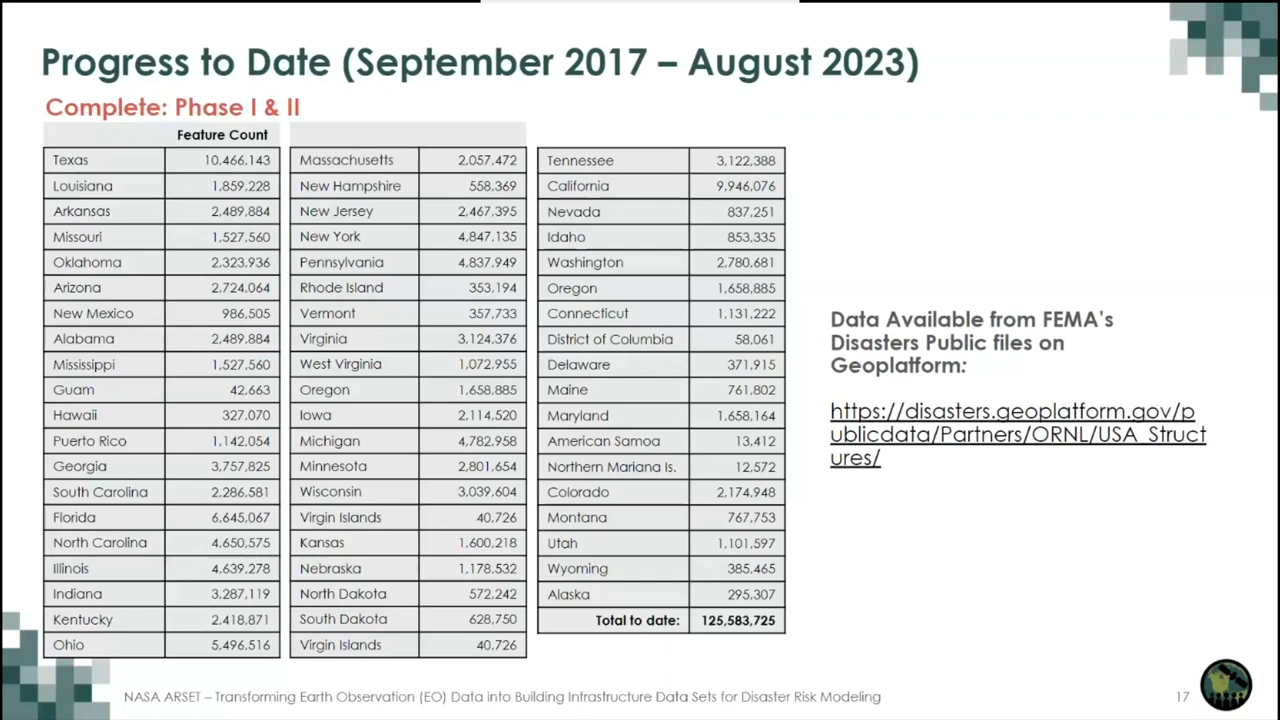 Progress to Date (September 2017 – August 2023)
Complete: Phase I & II
Feature Count
Texas 10,466,143
Louisiana 1,859,228
Arkansas 2,489,884
Missouri 1,527,560
Oklahoma 2,323,936
Arizona 2,724,064
New Mexico 986,505
Alabama 2,489,884
Mississippi 1,527,560
Guam 42,663
Hawaii 327,070
Puerto Rico 1,142,054
Georgia 3,757,825
South Carolina 2,286,581
Florida 6,645,067
North Carolina 4,650,575
Illinois 4,639,278
Indiana 3,287,119
Kentucky 2,418,871
Ohio 5,496,516
Massachusetts 2,057,472
New Hampshire 558,369
New Jersey 2,467,395
New York 4,847,135
Pennsylvania 4,837,949
Rhode Island 353,194
Vermont 357,733
Virginia 3,124,376
West Virginia 1,072,955
Oregon 1,658,885
Iowa 2,114,520
Michigan 4,782,958
Minnesota 2,801,654
Wisconsin 3,039,604
Virgin Islands 40,726
Kansas 1,600,218
Nebraska 1,178,532
North Dakota 572,242
South Dakota 628,750
Virgin Islands 40,726
Tennessee 3,122,388
California 9,946,076
Nevada 837,251
Idaho 853,335
Washington 2,780,681
Oregon 1,658,885
Connecticut 1,131,222
District of Columbia 58,061
Delaware 371,915
Maine 761,802
Maryland 1,658,164
American Samoa 13,412
Northern Mariana Is. 12,572
Colorado 2,174,948
Montana 767,753
Utah 1,101,597
Wyoming 385,465
Alaska 295,307
Total to date: 125,583,725
Data Available from FEMA's
Disasters Public files on
Geoplatform:
https://disasters.geoplatform.gov/p
ublicdata/Partners/ORNL/USA_Struct
ures/
NASA ARSET – Transforming Earth Observation (EO) Data into Building Infrastructure Data Sets for Disaster Risk Modeling
17